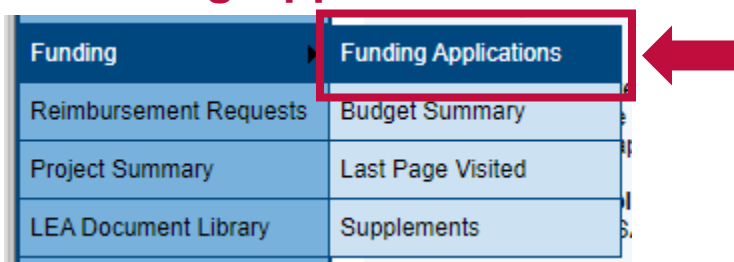 Funding
Funding Applications
Reimbursement Requests
Budget Summary
Project Summary
Last Page Visited
LEA Document Library
Supplements